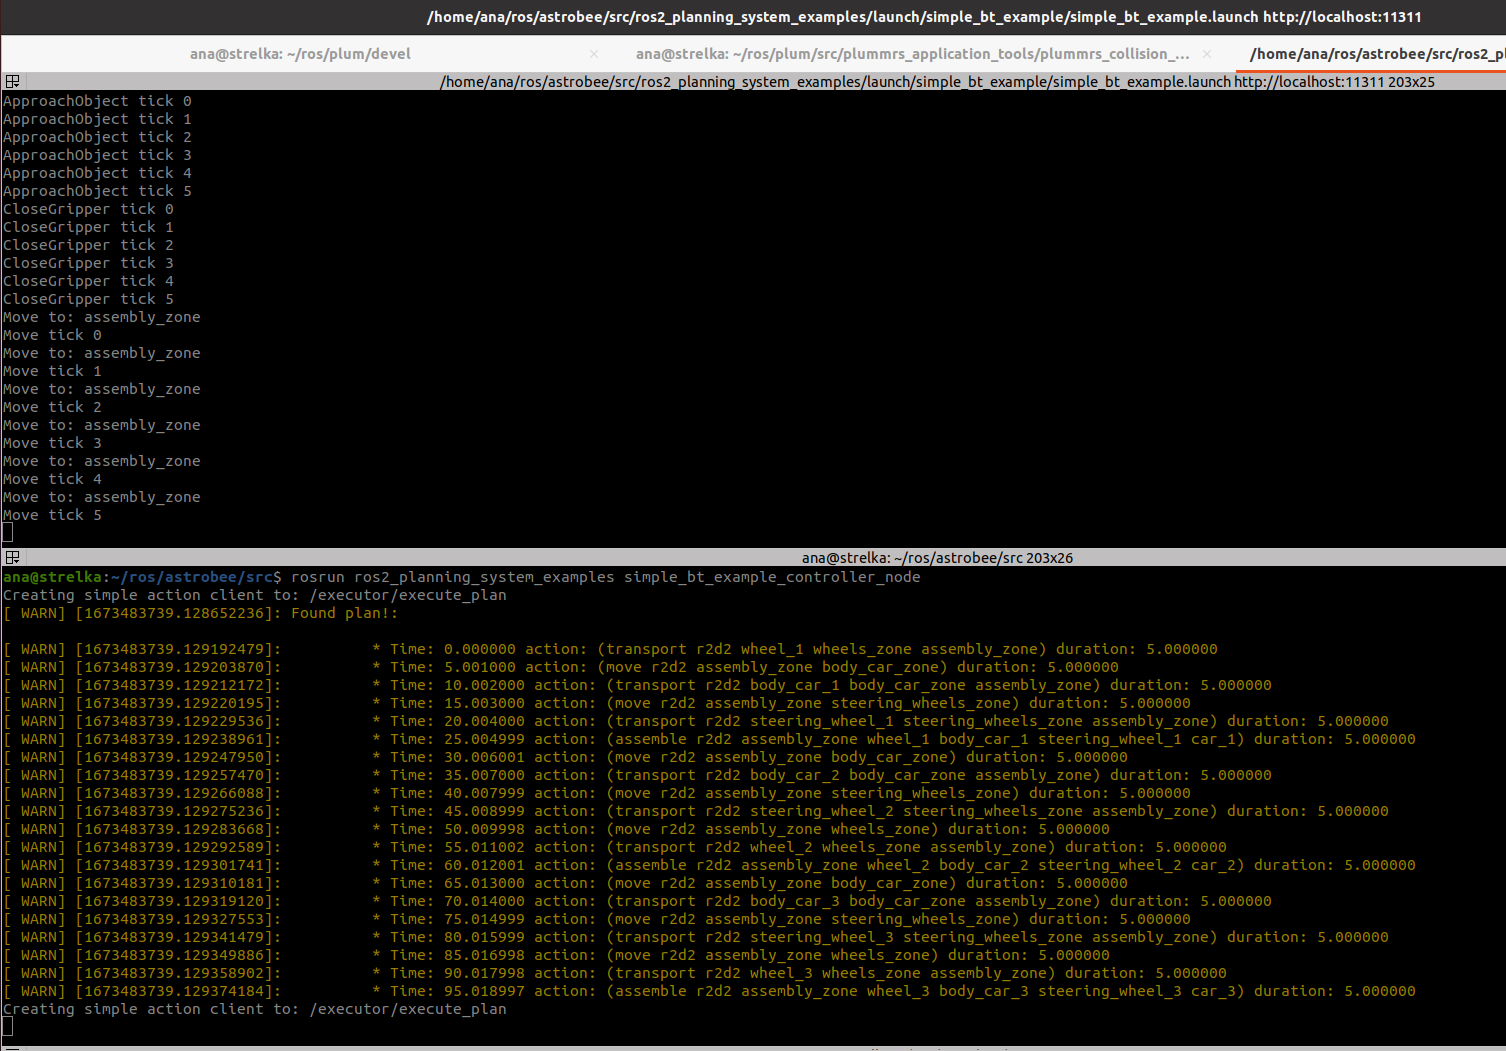 /home/ana/ros/astrobee/src/ros2_planning_system_examples/launch/simple_bt_example/simple_bt_example.launch http://localhost:11311
ana@strelka: ~/ros/plum/devel × ana@strelka: ~/ros/plum/src/plummrs_application_tools/plummrs_collision_... × /home/ana/ros/astrobee/src/ros2_pl
/home/ana/ros/astrobee/src/ros2_planning_system_examples/launch/simple_bt_example/simple_bt_example.launch http://localhost:11311 203x25
ApproachObject tick 0
ApproachObject tick 1
ApproachObject tick 2
ApproachObject tick 3
ApproachObject tick 4
ApproachObject tick 5
CloseGripper tick 0
CloseGripper tick 1
CloseGripper tick 2
CloseGripper tick 3
CloseGripper tick 4
CloseGripper tick 5
Move to: assembly_zone
Move tick 0
Move to: assembly_zone
Move tick 1
Move to: assembly_zone
Move tick 2
Move to: assembly_zone
Move tick 3
Move to: assembly_zone
Move tick 4
Move to: assembly_zone
Move tick 5
ana@strelka: ~/ros/astrobee/src 203x26
ana@strelka:~/ros/astrobee/src$ rosrun ros2_planning_system_examples simple_bt_example_controller_node
Creating simple action client to: /executor/execute_plan
[ WARN] [1673483739.128652236]: Found plan!:
[ WARN] [1673483739.129192479]: * Time: 0.000000 action: (transport r2d2 wheel_1 wheels_zone assembly_zone) duration: 5.000000
[ WARN] [1673483739.129203870]: * Time: 5.001000 action: (move r2d2 assembly_zone body_car_zone) duration: 5.000000
[ WARN] [1673483739.129212172]: * Time: 10.002000 action: (transport r2d2 body_car_1 body_car_zone assembly_zone) duration: 5.000000
[ WARN] [1673483739.129220195]: * Time: 15.003000 action: (move r2d2 assembly_zone steering_wheels_zone) duration: 5.000000
[ WARN] [1673483739.129229536]: * Time: 20.004000 action: (transport r2d2 steering_wheel_1 steering_wheels_zone assembly_zone) duration: 5.000000
[ WARN] [1673483739.129238961]: * Time: 25.004999 action: (assemble r2d2 assembly_zone wheel_1 body_car_1 steering_wheel_1 car_1) duration: 5.000000
[ WARN] [1673483739.129247950]: * Time: 30.006001 action: (move r2d2 assembly_zone body_car_zone) duration: 5.000000
[ WARN] [1673483739.129257470]: * Time: 35.007000 action: (transport r2d2 body_car_2 body_car_zone assembly_zone) duration: 5.000000
[ WARN] [1673483739.129266088]: * Time: 40.007999 action: (move r2d2 assembly_zone steering_wheels_zone) duration: 5.000000
[ WARN] [1673483739.129275236]: * Time: 45.008999 action: (transport r2d2 steering_wheel_2 steering_wheels_zone assembly_zone) duration: 5.000000
[ WARN] [1673483739.129283668]: * Time: 50.009998 action: (move r2d2 assembly_zone wheels_zone) duration: 5.000000
[ WARN] [1673483739.129292589]: * Time: 55.011002 action: (transport r2d2 wheel_2 wheels_zone assembly_zone) duration: 5.000000
[ WARN] [1673483739.129301741]: * Time: 60.012001 action: (assemble r2d2 assembly_zone wheel_2 body_car_2 steering_wheel_2 car_2) duration: 5.000000
[ WARN] [1673483739.129310181]: * Time: 65.013000 action: (move r2d2 assembly_zone body_car_zone) duration: 5.000000
[ WARN] [1673483739.129319120]: * Time: 70.014000 action: (transport r2d2 body_car_3 body_car_zone assembly_zone) duration: 5.000000
[ WARN] [1673483739.129327553]: * Time: 75.014999 action: (move r2d2 assembly_zone steering_wheels_zone) duration: 5.000000
[ WARN] [1673483739.129341479]: * Time: 80.015999 action: (transport r2d2 steering_wheel_3 steering_wheels_zone assembly_zone) duration: 5.000000
[ WARN] [1673483739.129349886]: * Time: 85.016998 action: (move r2d2 assembly_zone wheels_zone) duration: 5.000000
[ WARN] [1673483739.129358902]: * Time: 90.017998 action: (transport r2d2 wheel_3 wheels_zone assembly_zone) duration: 5.000000
[ WARN] [1673483739.129374184]: * Time: 95.018997 action: (assemble r2d2 assembly_zone wheel_3 body_car_3 steering_wheel_3 car_3) duration: 5.000000
Creating simple action client to: /executor/execute_plan